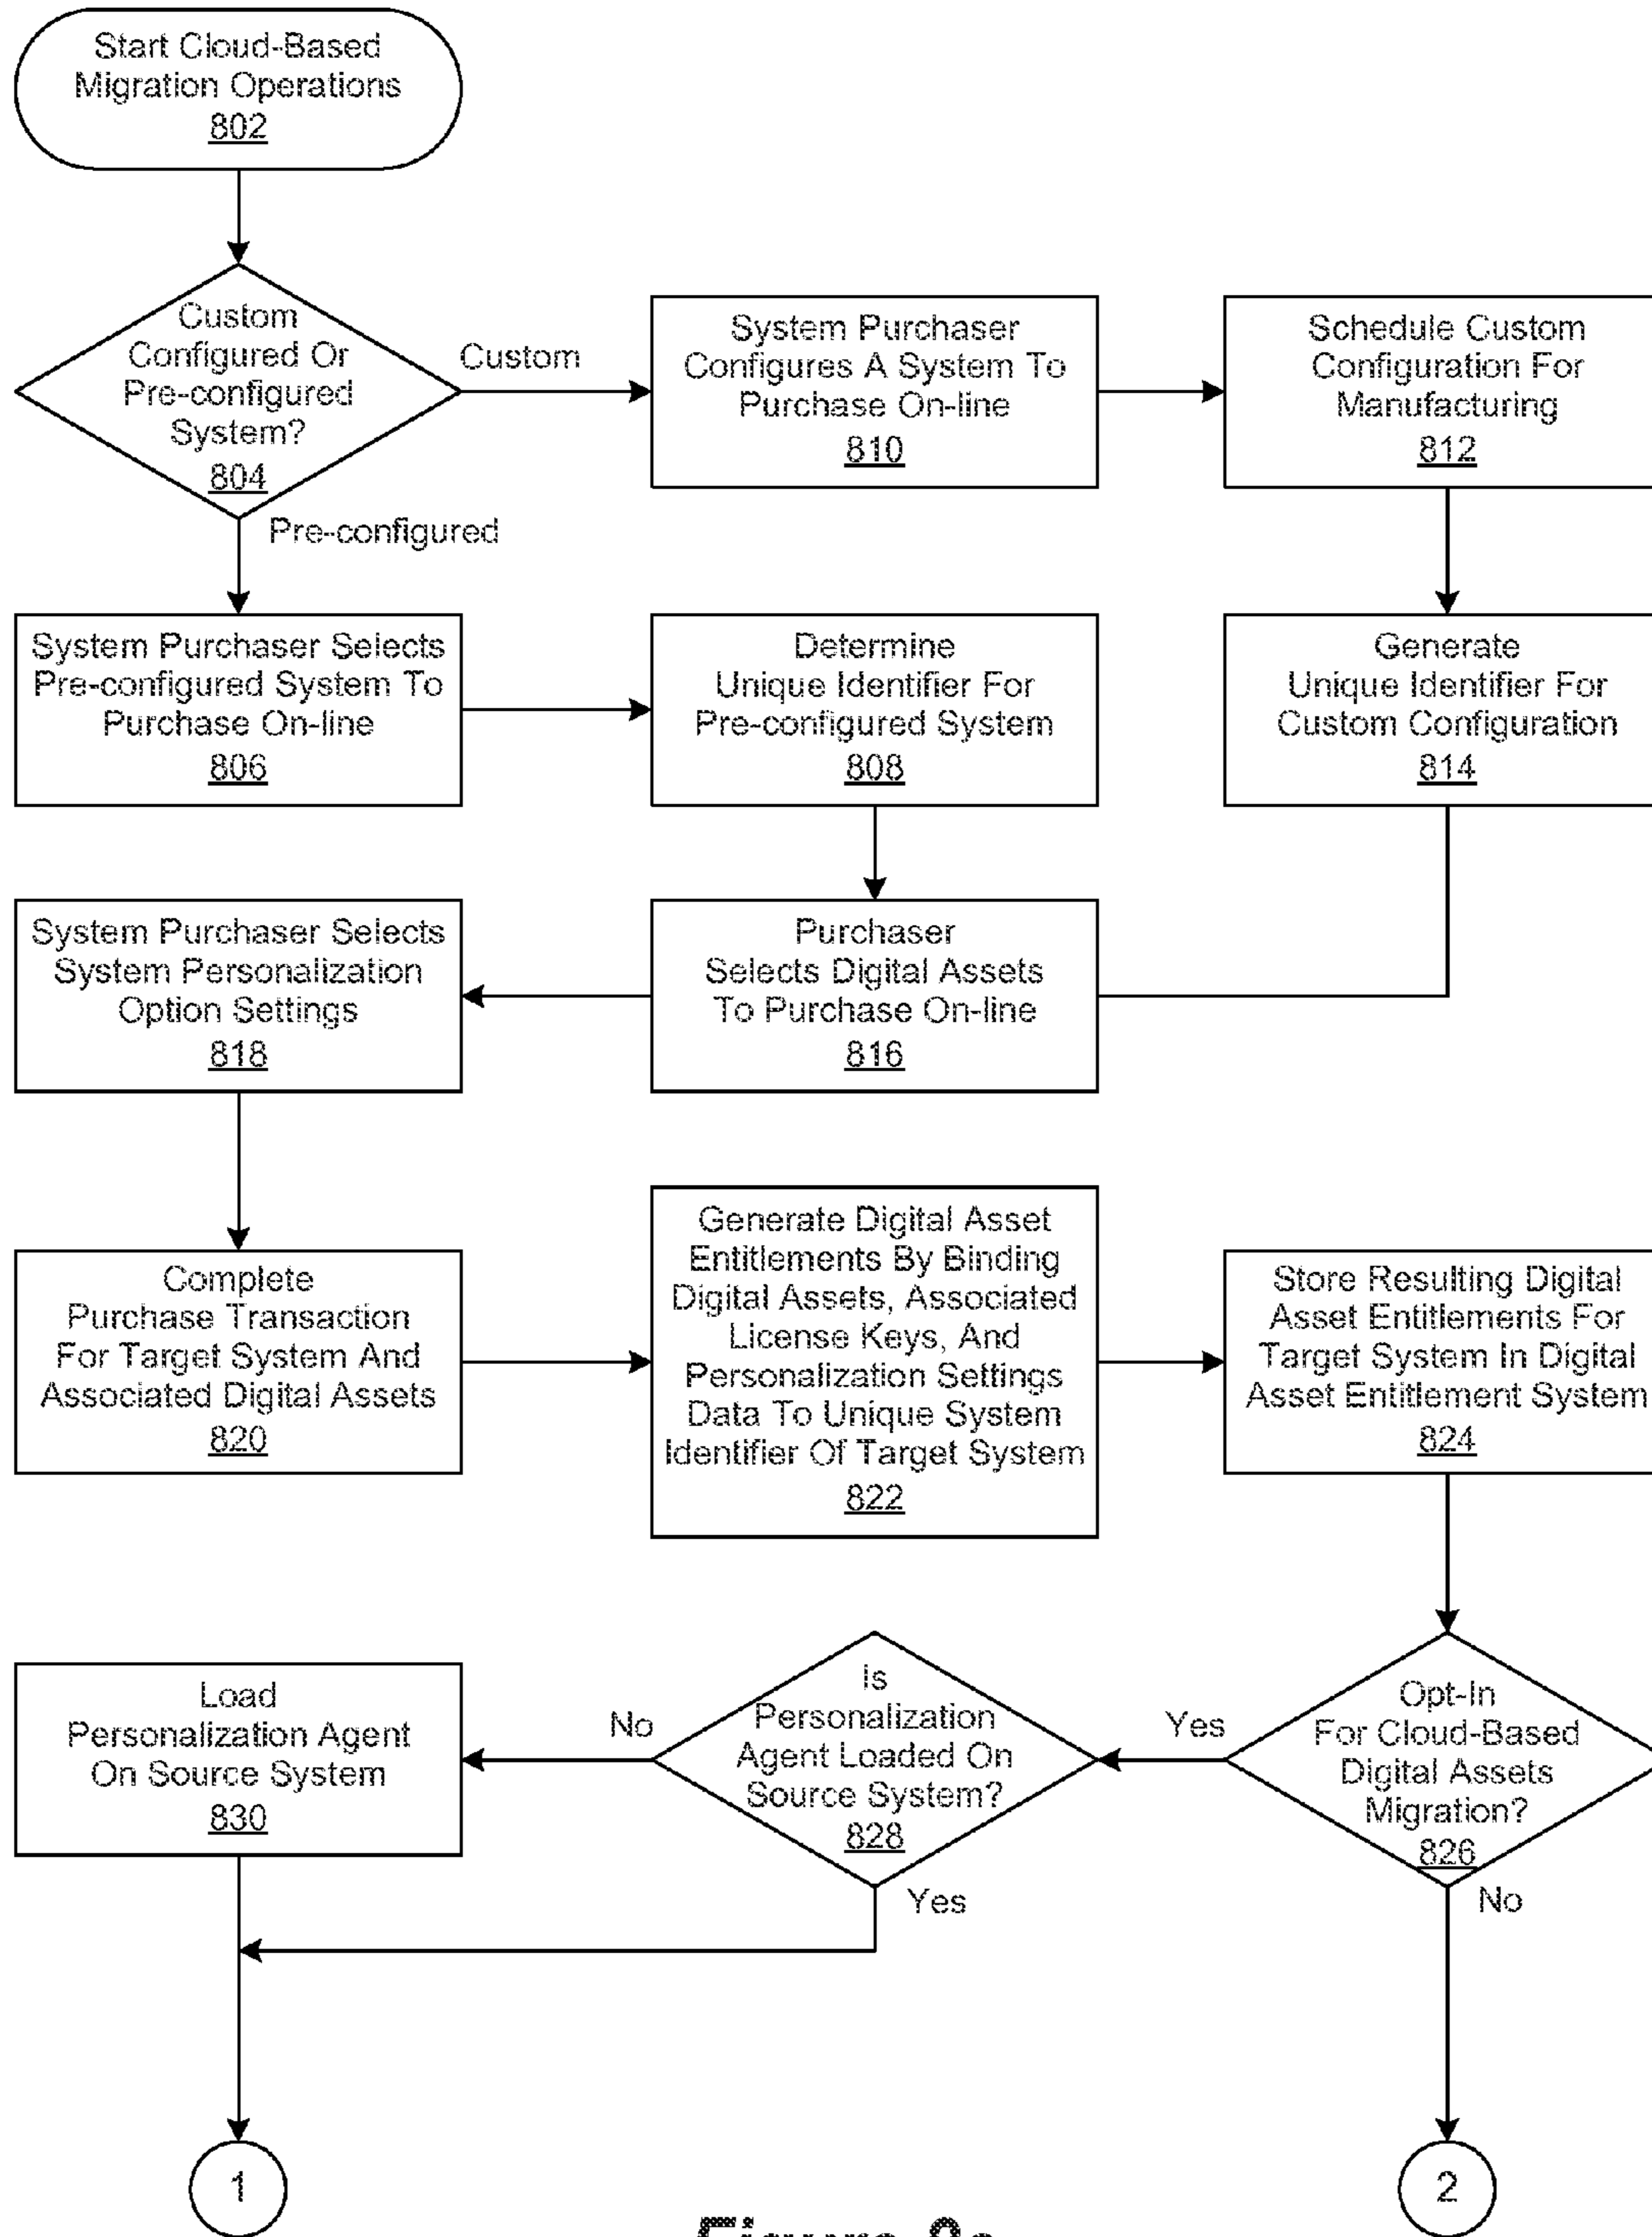 Start Cloud-Based
Migration Operations
802
Custom
Configured Or
Pre-configured
System?
804
Custom
System Purchaser
Configures A System To
Purchase On-line
810
Schedule Custom
Configuration For
Manufacturing
812
Pre-configured
System Purchaser Selects
Pre-configured System To
Purchase On-line
806
Determine
Unique Identifier For
Pre-configured System
808
Generate
Unique Identifier For
Custom Configuration
814
System Purchaser Selects
System Personalization
Option Settings
818
Purchaser
Selects Digital Assets
To Purchase On-line
816
Complete
Purchase Transaction
For Target System And
Associated Digital Assets
820
Generate Digital Asset
Entitlements By Binding
Digital Assets, Associated
License Keys, And
Personalization Settings
Data To Unique System
Identifier Of Target System
822
Store Resulting Digital
Asset Entitlements For
Target System In Digital
Asset Entitlement System
824
Load
Personalization Agent
On Source System
830
No
Is
Personalization
Agent Loaded On
Source System?
828
Yes
Yes
Opt-In
For Cloud-Based
Digital Assets
Migration?
826
No
1
2